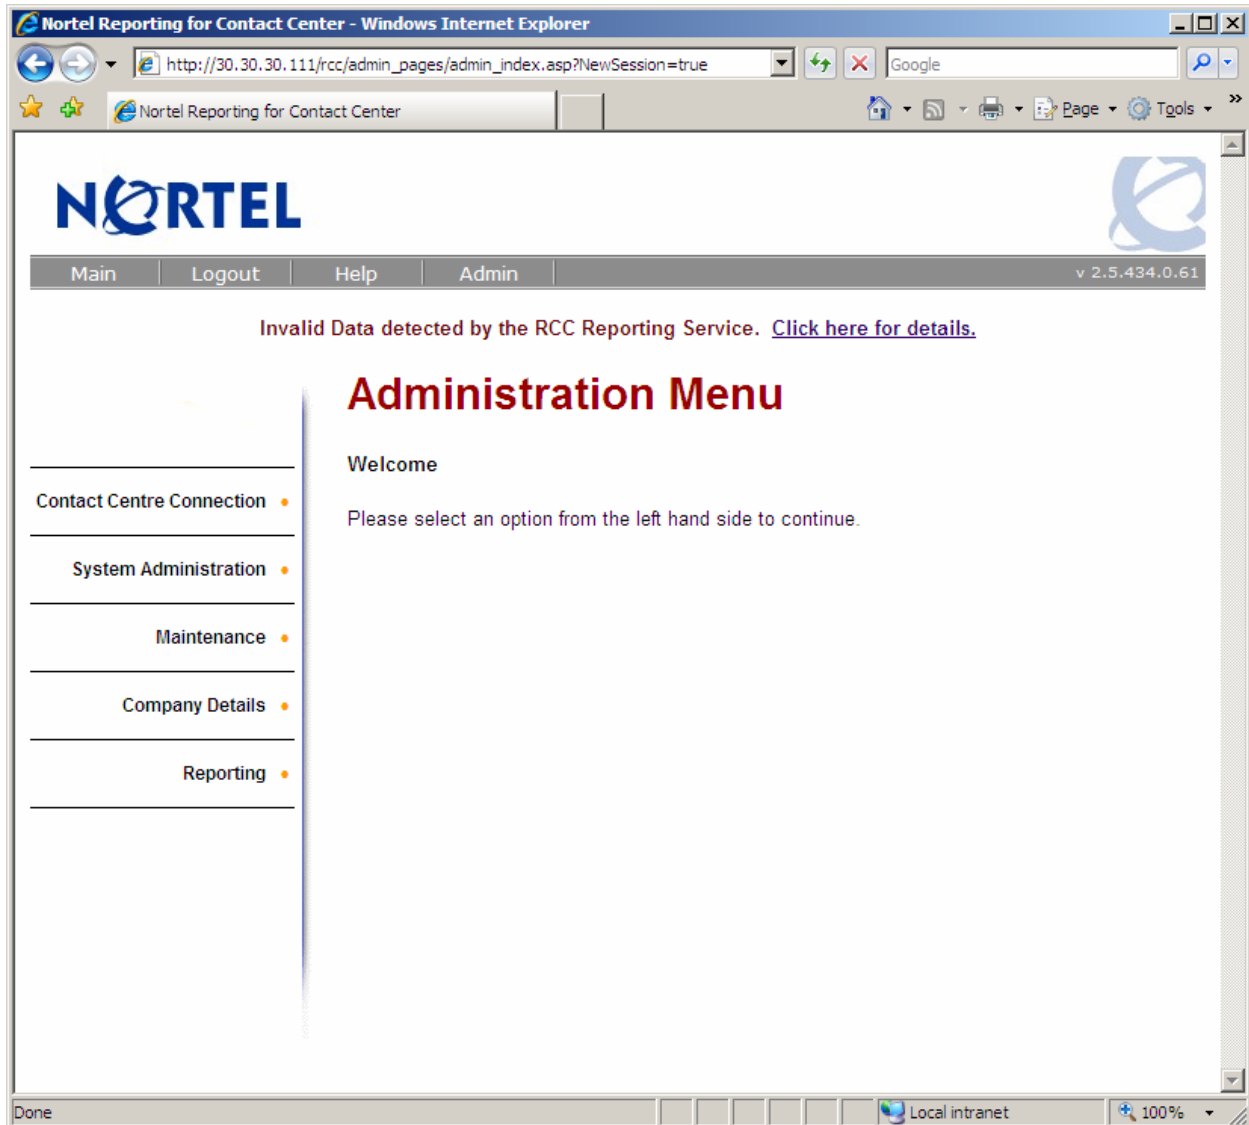 Nortel Reporting for Contact Center - Windows Internet Explorer
http://30.30.30.111/rcc/admin_pages/admin_index.asp?NewSession=true
Google
Nortel Reporting for Contact Center
Page
Tools
»
NORTEL
Main Logout Help Admin v 2.5.434.0.61
Invalid Data detected by the RCC Reporting Service. Click here for details.
Administration Menu
Welcome
Please select an option from the left hand side to continue.
Contact Centre Connection
System Administration
Maintenance
Company Details
Reporting
Done
Local intranet
100%